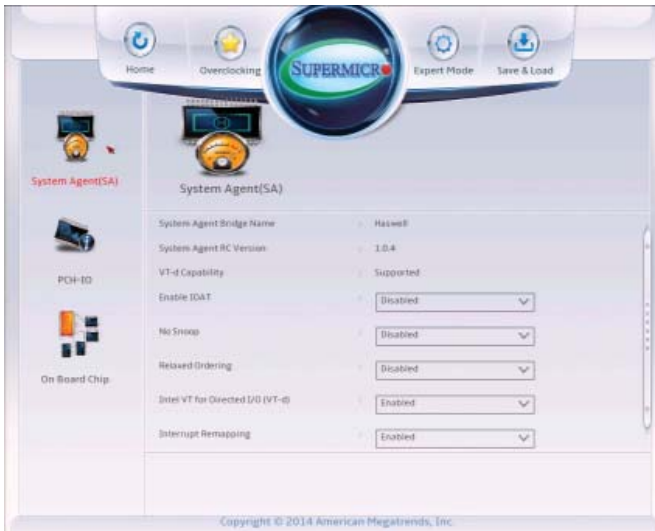 Home
Overclocking
SUPERMICR
Expert Mode
Save & Load
System Agent(SA)
System Agent(SA)
PCH-IO
On Board Chip
System Agent Bridge Name : Haswell
System Agent RC Version : 1.0.4
VT-d Capability : Supported
Enable IOAT : Disabled
No Snoop : Disabled
Relaxed Ordering : Disabled
Intel VT for Directed I/O (VT-d) : Enabled
Interrupt Remapping : Enabled
Copyright © 2014 American Megatrends, Inc.